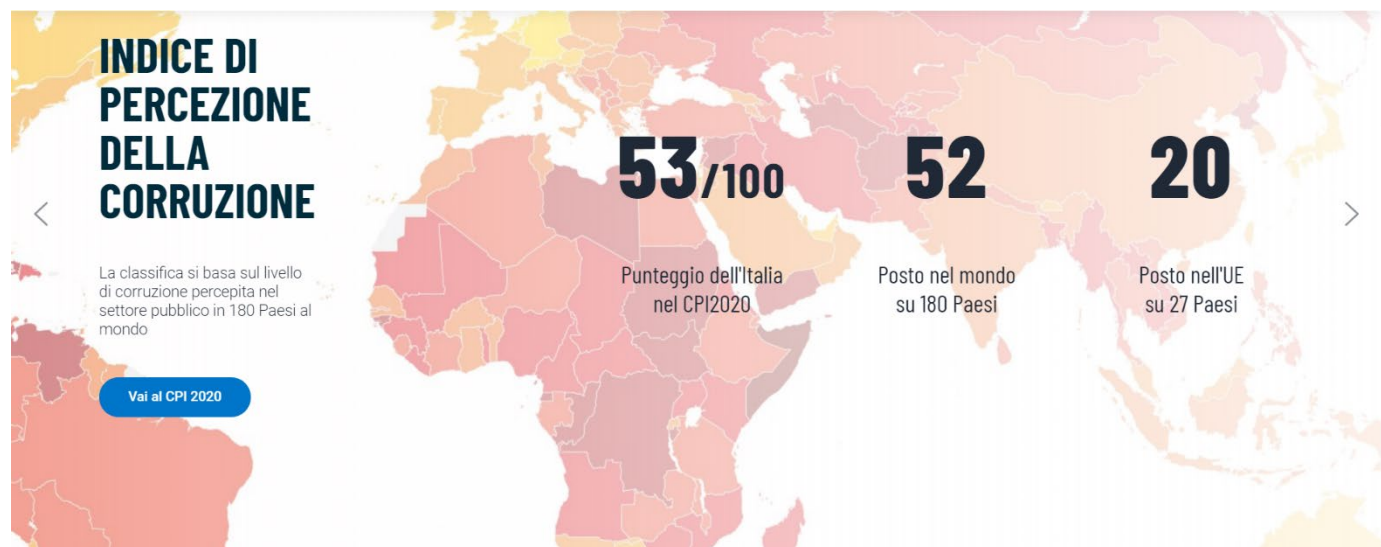 INDICE DI
PERCEZIONE
DELLA
CORRUZIONE
La classifica si basa sul livello
di corruzione percepita nel
settore pubblico in 180 Paesi al
mondo
Vai al CPI 2020
53/100
Punteggio dell'Italia
nel CPI2020
52
Posto nel mondo
su 180 Paesi
20
Posto nell'UE
su 27 Paesi